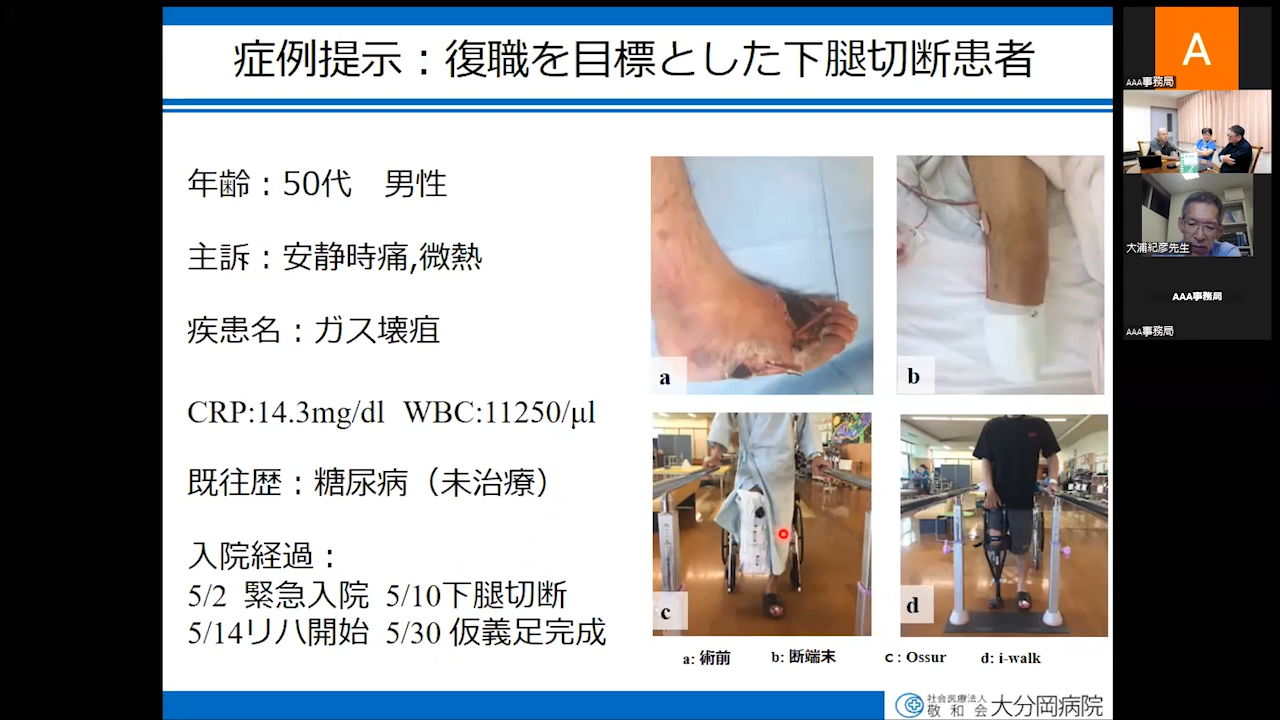 症例提示：復職を目標とした下腿切断患者
年齢：50代　男性
主訴：安静時痛,微熱
疾患名：ガス壊疽
CRP:14.3mg/dl WBC:11250/μl
既往歴：糖尿病（未治療）
入院経過：
5/2 緊急入院 5/10下腿切断
5/14リハ開始 5/30 仮義足完成
a
b
c
d
a: 術前
b: 断端末
c : Ossur
d: i-walk
社会医療法人
敬和会
大分岡病院
A
AAA事務局
大浦紀彦先生
AAA事務局
AAA事務局